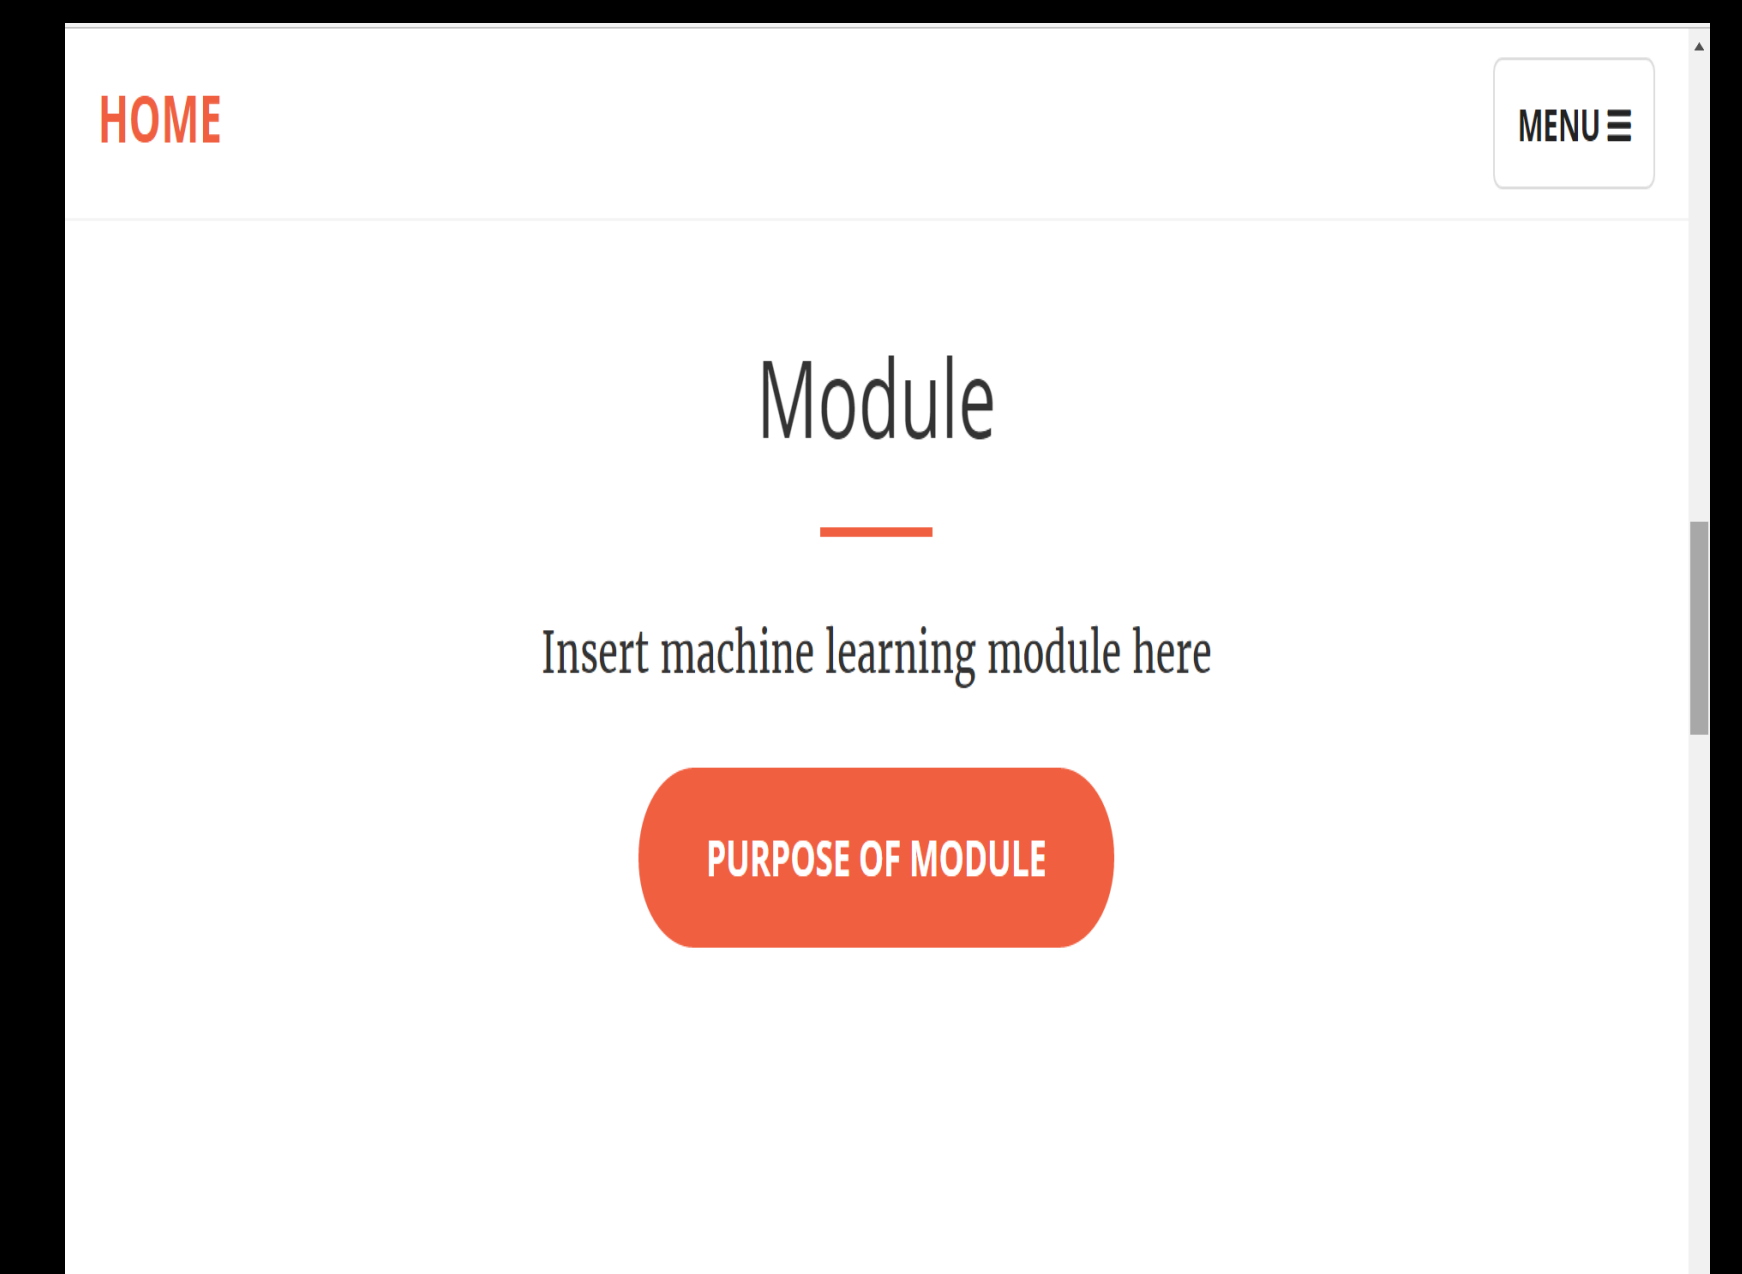 HOME
MENU
Module
Insert machine learning module here
PURPOSE OF MODULE